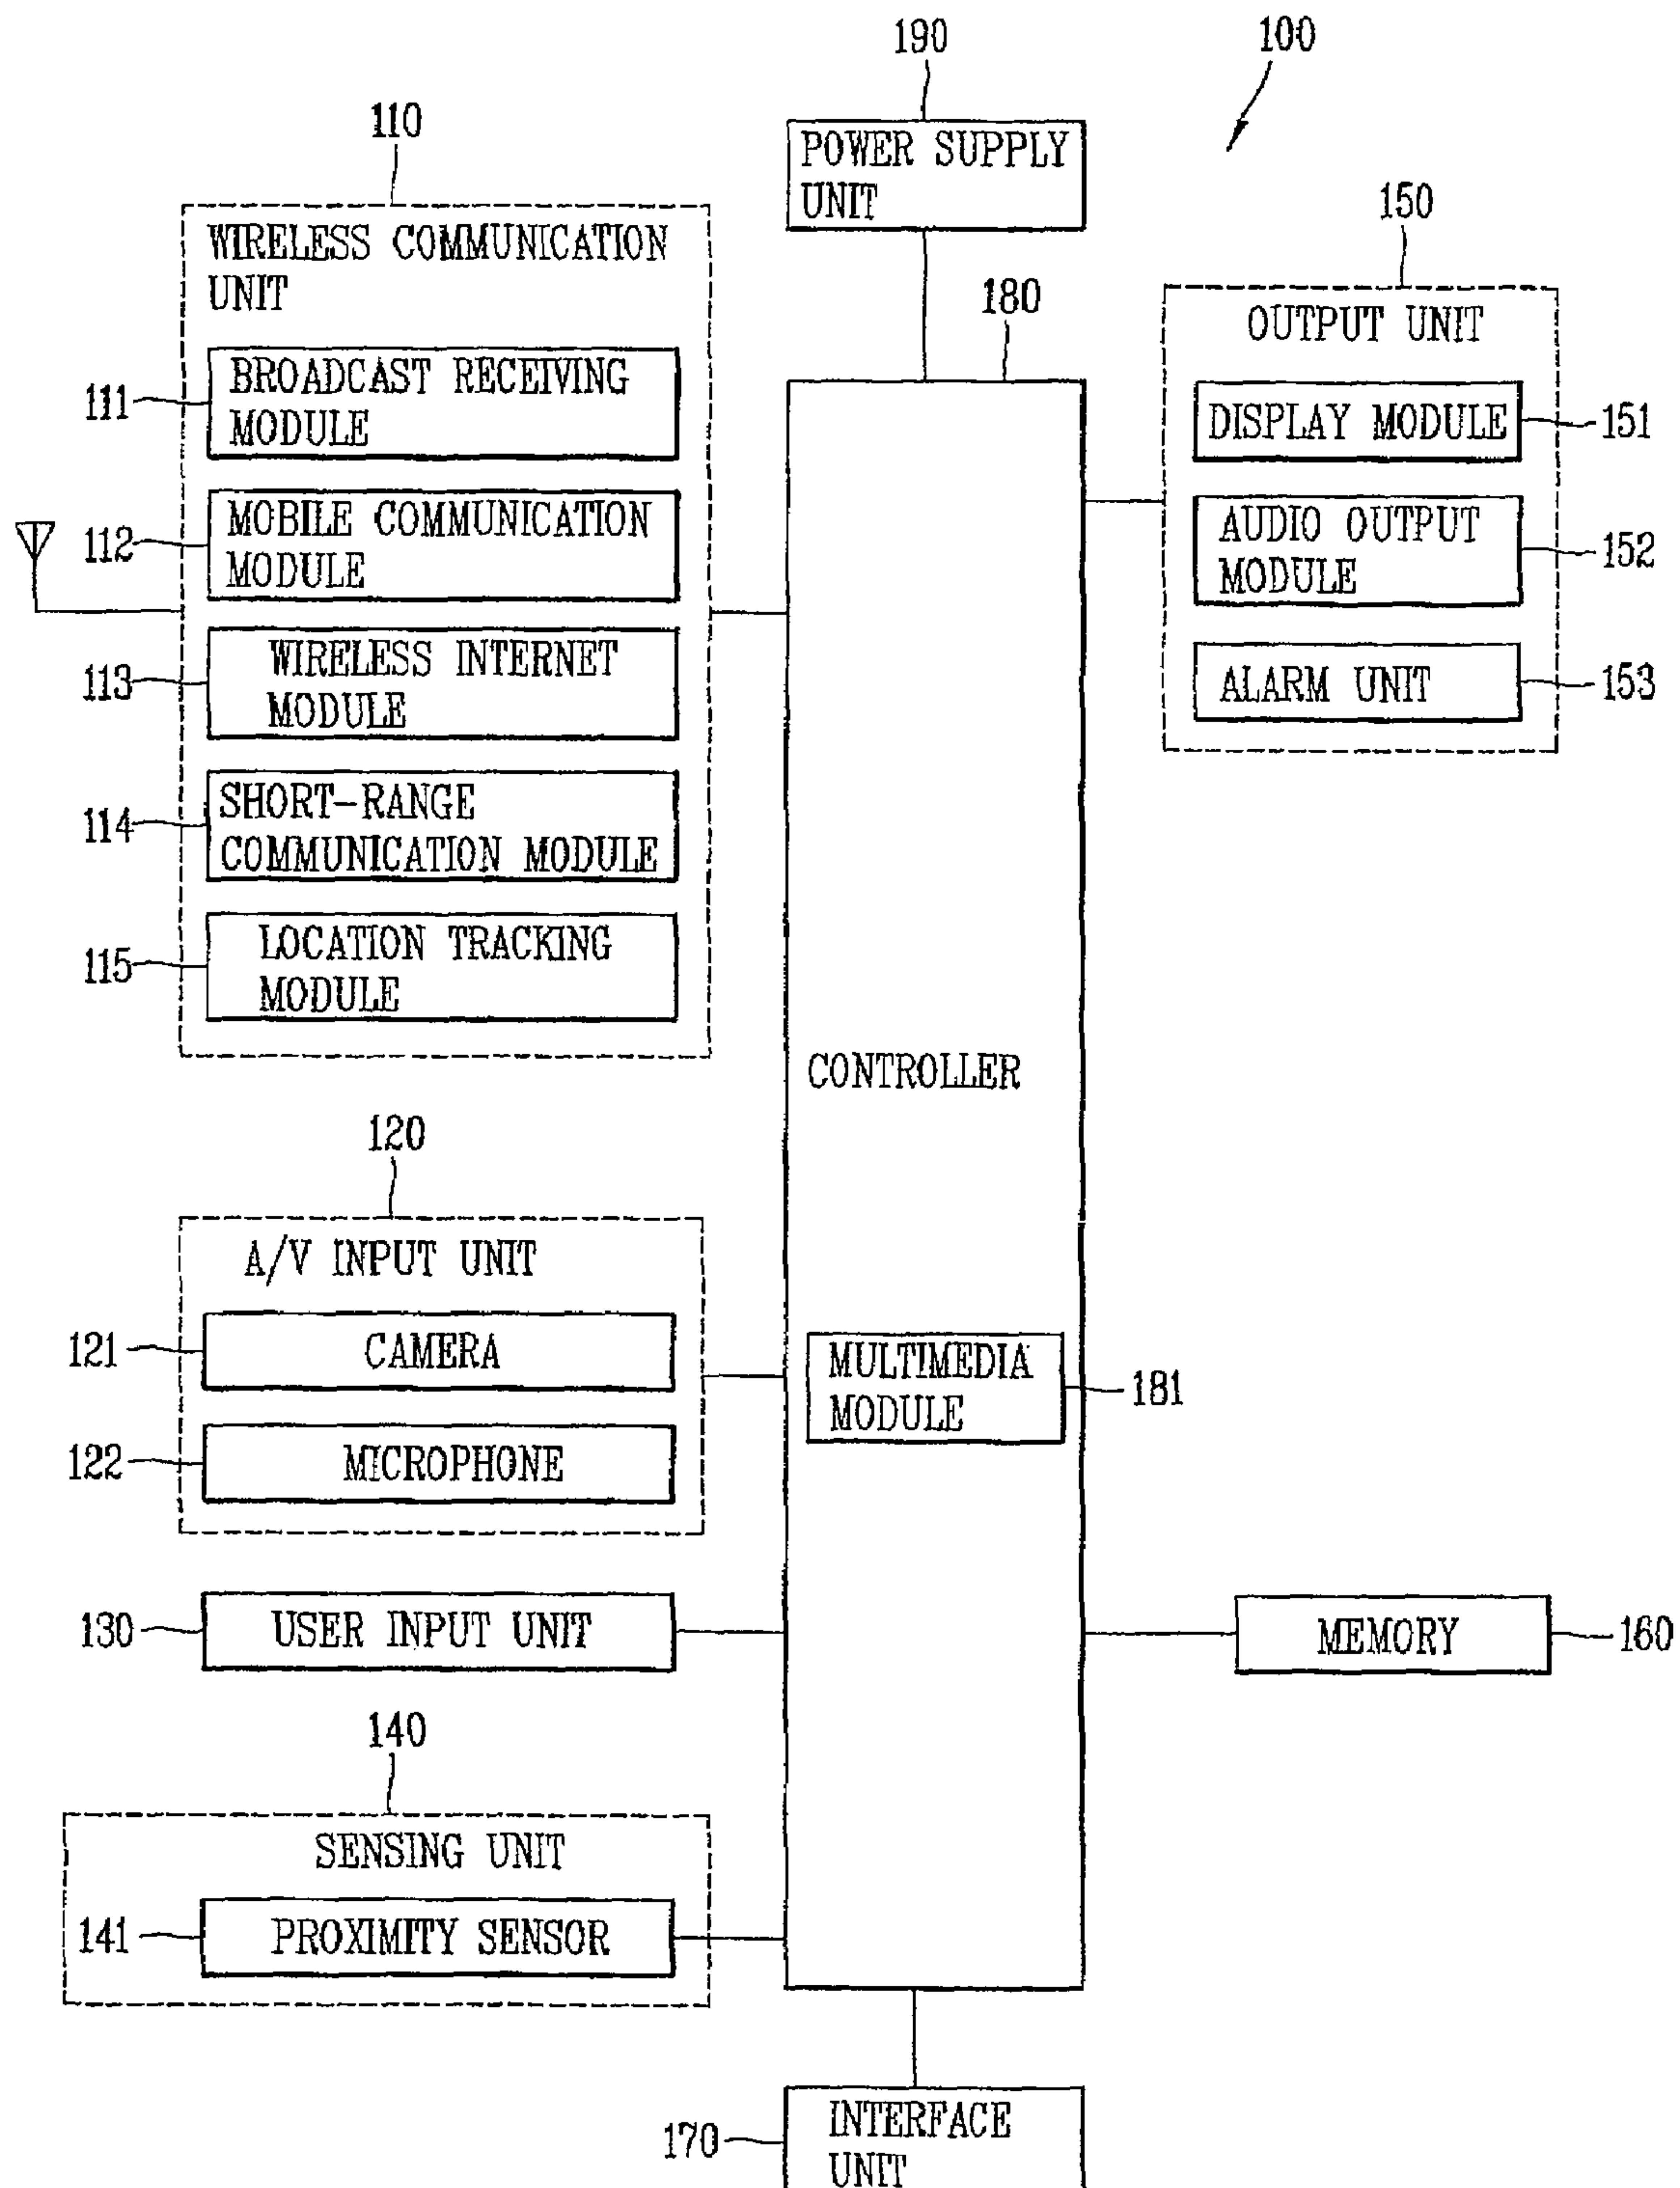 190
100
110
POWER SUPPLY
UNIT
150
WIRELESS COMMUNICATION
UNIT
180
OUTPUT UNIT
111
BROADCAST RECEIVING
MODULE
DISPLAY MODULE
151
112
MOBILE COMMUNICATION
MODULE
AUDIO OUTPUT
MODULE
152
113
WIRELESS INTERNET
MODULE
ALARM UNIT
153
114
SHORT-RANGE
COMMUNICATION MODULE
115
LOCATION TRACKING
MODULE
CONTROLLER
120
A/V INPUT UNIT
121
CAMERA
MULTIMEDIA
MODULE
181
122
MICROPHONE
130
USER INPUT UNIT
MEMORY
160
140
SENSING UNIT
141
PROXIMITY SENSOR
170
INTERFACE
UNIT